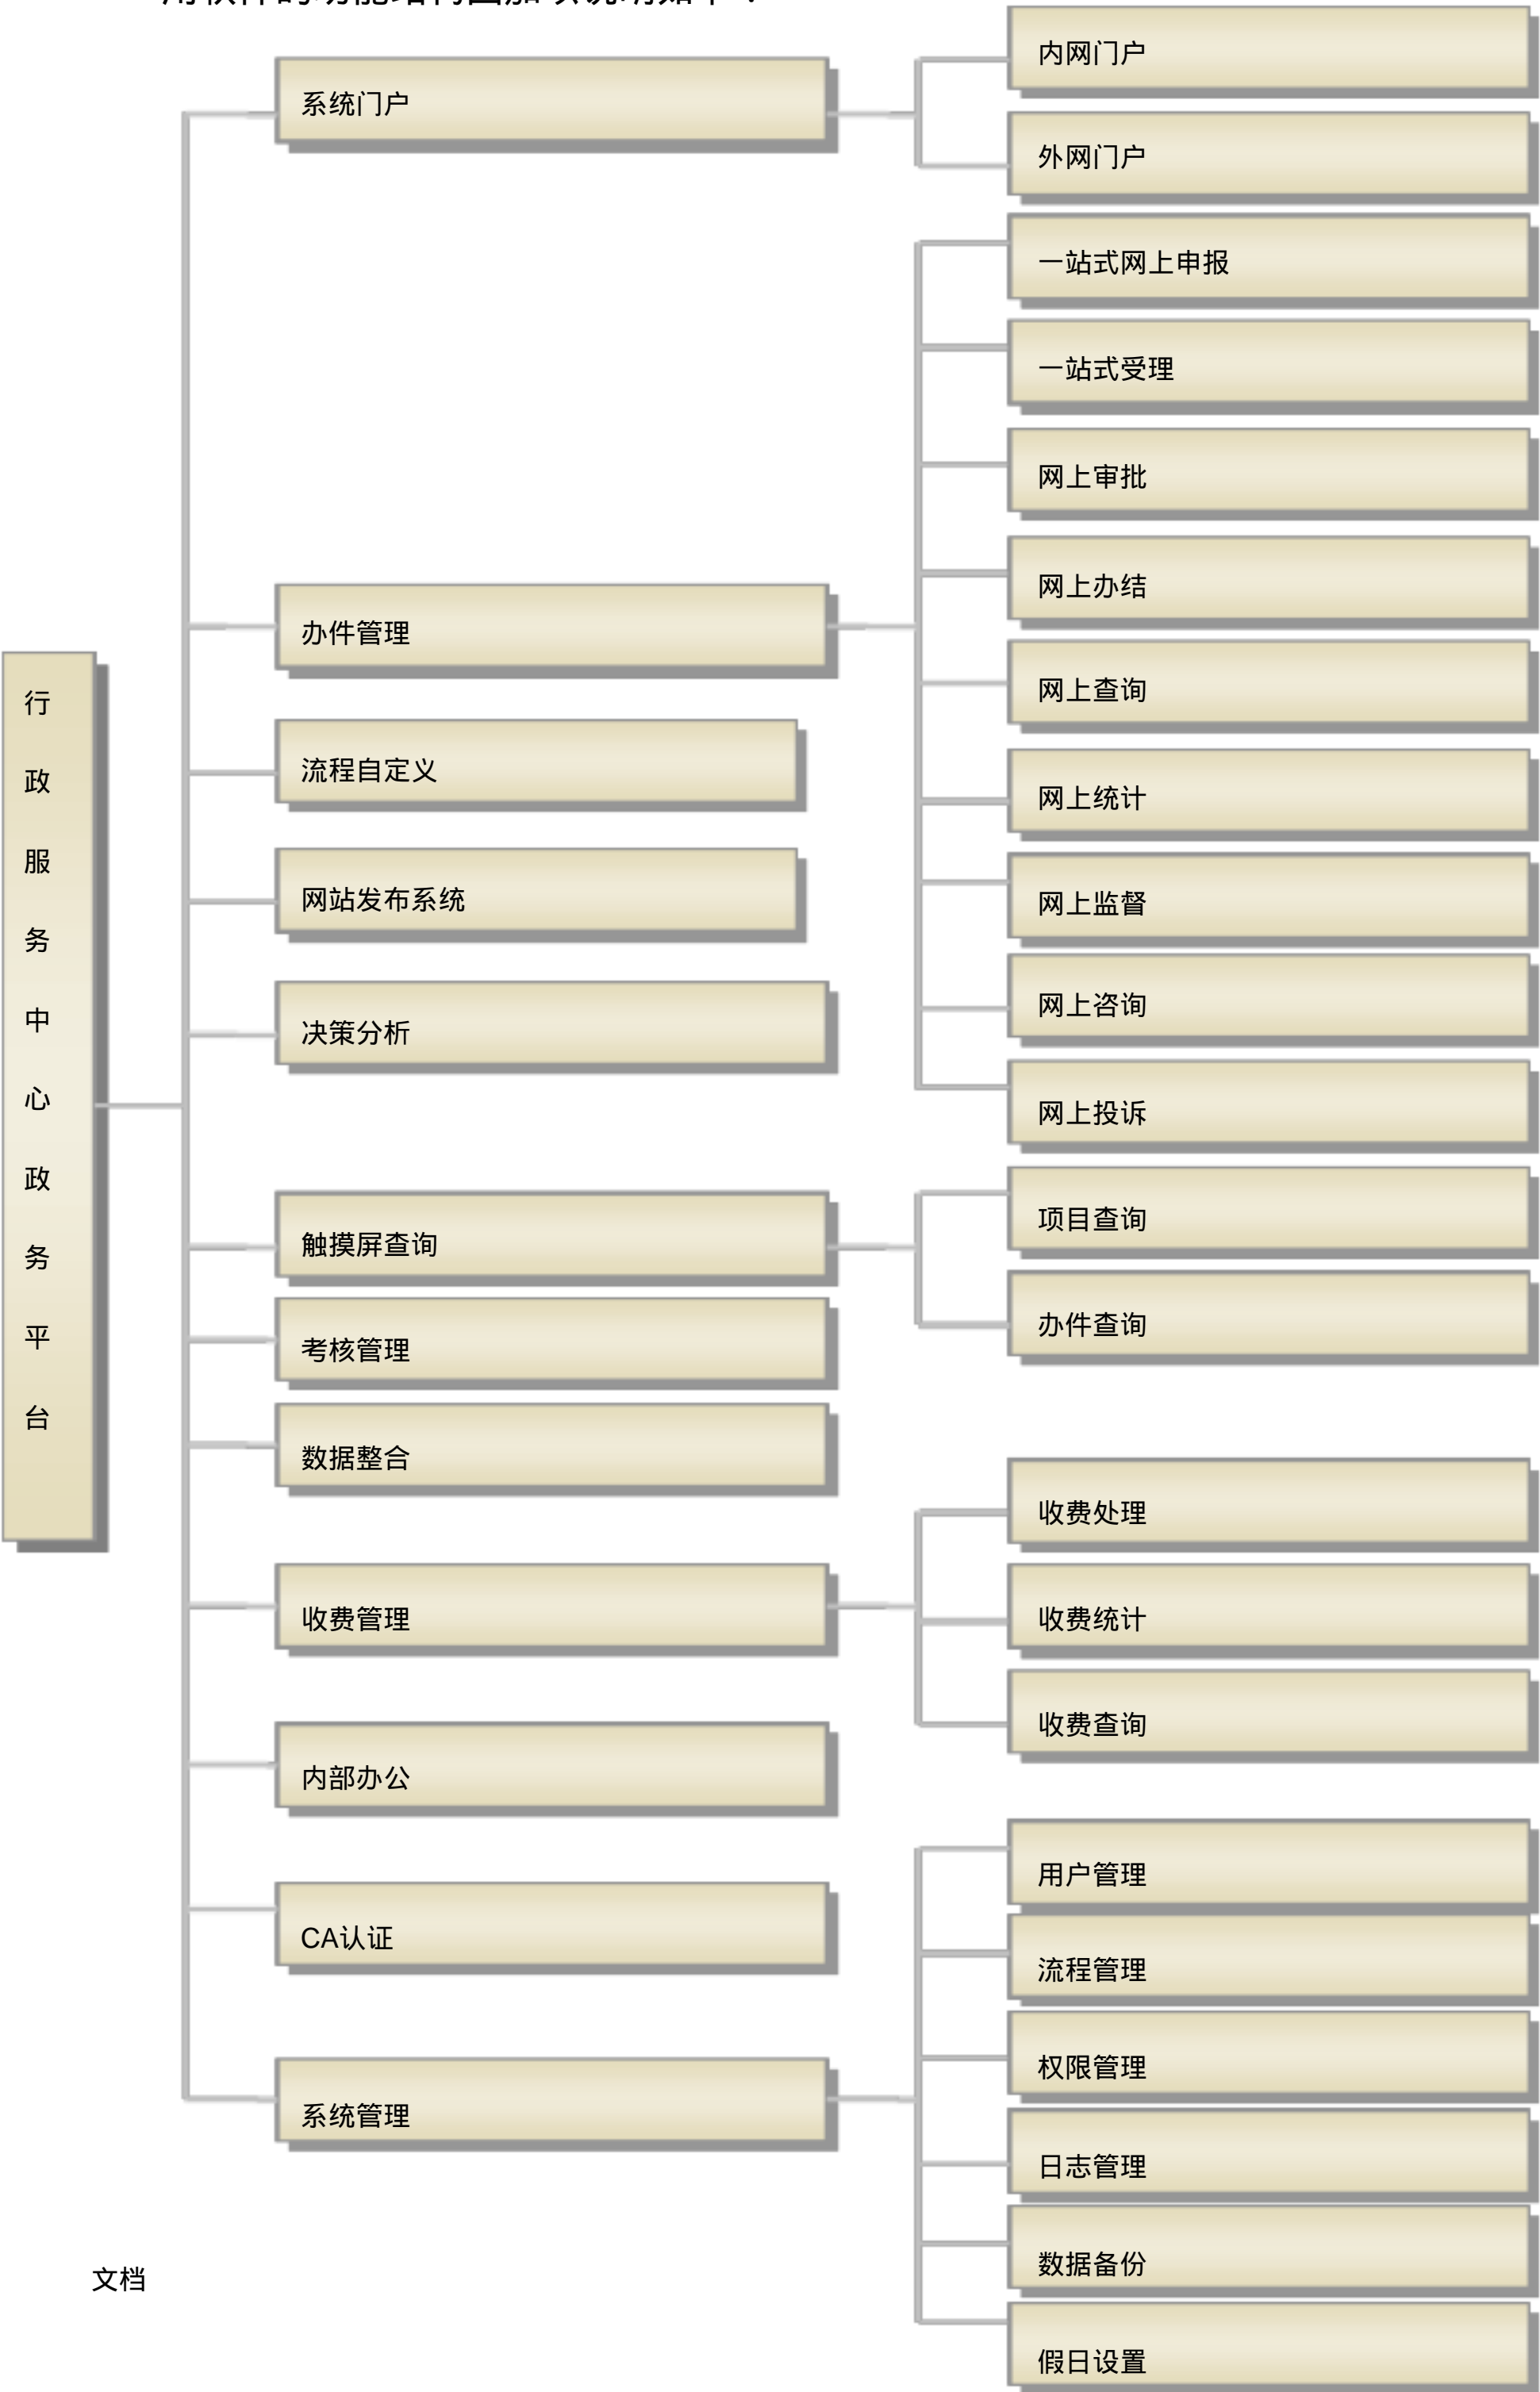 系统门户
内网门户
外网门户
办件管理
一站式网上申报
一站式受理
网上审批
网上办结
网上查询
网上统计
网上监督
网上咨询
网上投诉
行政服务中心政务平台
流程自定义
网站发布系统
决策分析
触摸屏查询
项目查询
办件查询
考核管理
数据整合
收费管理
收费处理
收费统计
收费查询
内部办公
CA认证
系统管理
用户管理
流程管理
权限管理
日志管理
数据备份
假日设置
文档